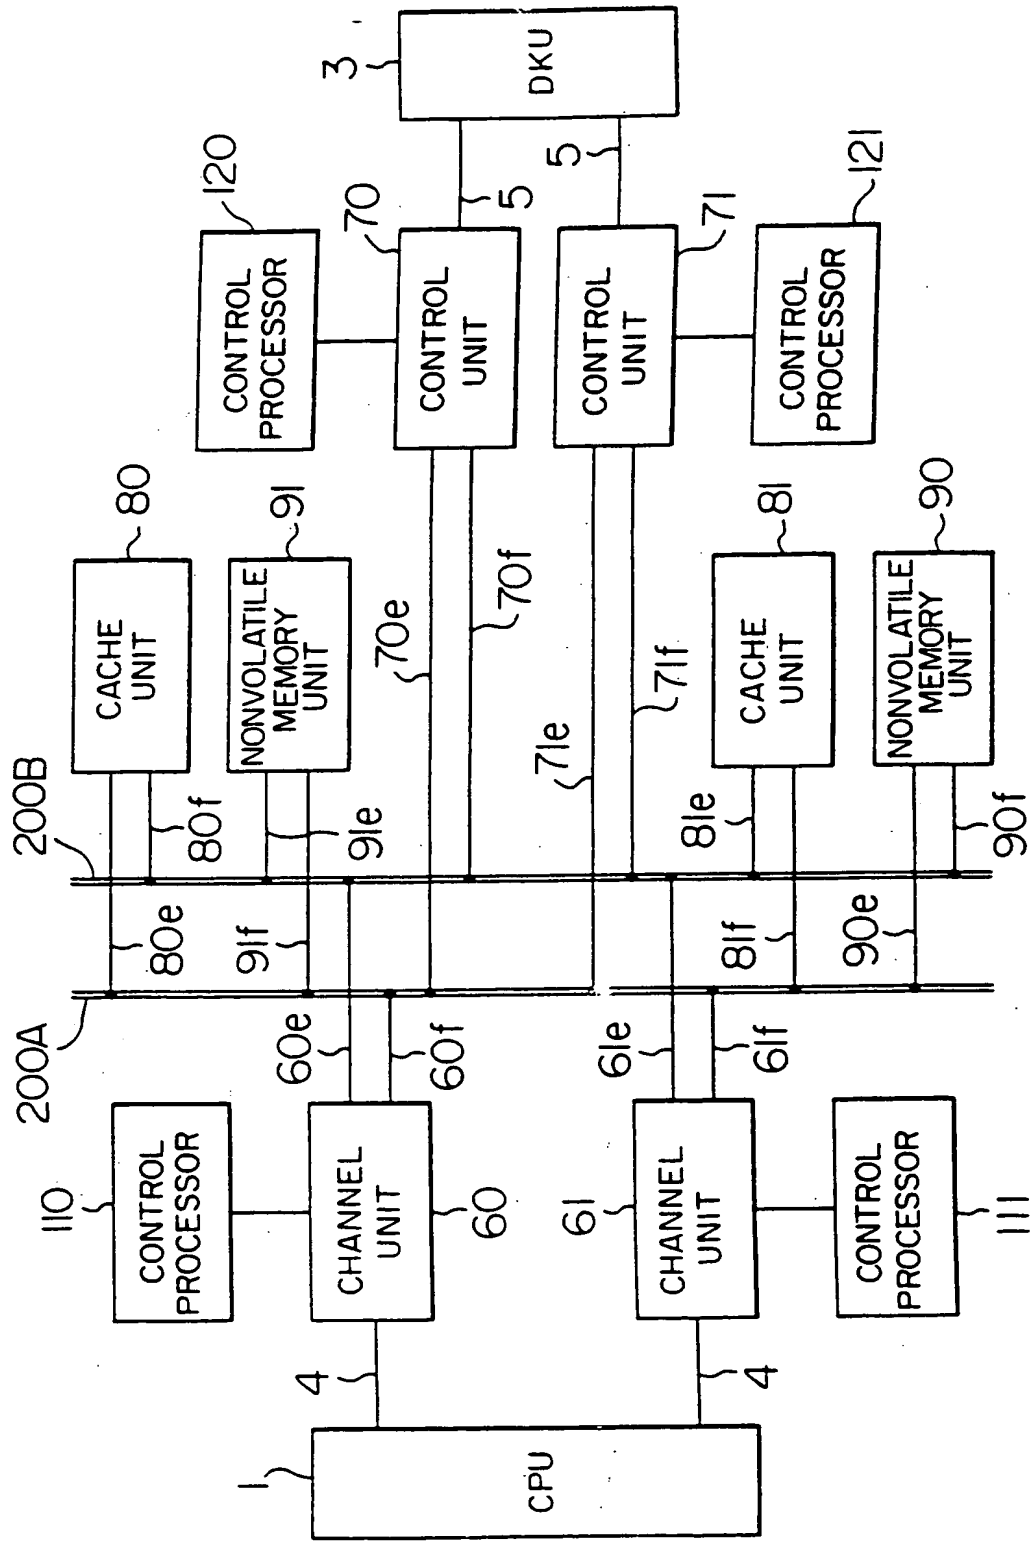 3
DKU
5
5
120
CONTROL
PROCESSOR
70
CONTROL
UNIT
CONTROL
UNIT
71
CONTROL
PROCESSOR
121
80
CACHE
UNIT
91
NONVOLATILE
MEMORY
UNIT
70e
70f
71e
71f
81
CACHE
UNIT
90
NONVOLATILE
MEMORY
UNIT
200B
80f
91e
81e
90f
80e
91f
81f
90e
200A
60e
60f
61e
61f
110
CONTROL
PROCESSOR
CHANNEL
UNIT
60
61
CHANNEL
UNIT
CONTROL
PROCESSOR
111
4
4
1
CPU